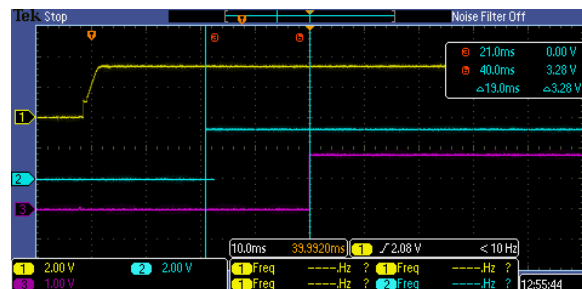 Tek Stop
Noise Filter Off
21.0ms 0.00 V
40.0ms 3.28 V
△19.0ms △3.28 V
1
2
3
10.0ms 39.9920ms
1 2.08 V < 10 Hz
1 2.00 V 2 2.00 V
3 1.00 V
1 Freq ----.--Hz ? 1 Freq ----.--Hz ?
1 Freq ----.--Hz ? 2 Freq ----.--Hz ?
12:55:44